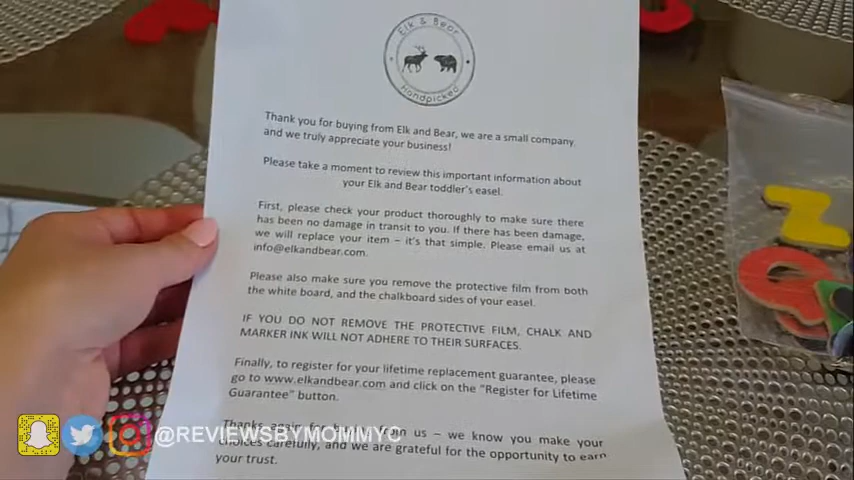 Elk & Bear
Handpicked
Thank you for buying from Elk and Bear, we are a small company
and we truly appreciate your business!
Please take a moment to review this important information about
your Elk and Bear toddler's easel.
First, please check your product thoroughly to make sure there
has been no damage in transit to you. If there has been damage,
we will replace your item – it's that simple. Please email us at
info@elkandbear.com.
Please also make sure you remove the protective film from both
the white board, and the chalkboard sides of your easel.
IF YOU DO NOT REMOVE THE PROTECTIVE FILM, CHALK AND
MARKER INK WILL NOT ADHERE TO THEIR SURFACES.
Finally, to register for your lifetime replacement guarantee, please
go to www.elkandbear.com and click on the "Register for Lifetime
Guarantee" button.
Thanks again for buying from us – we know you make your
@REVIEWSBYMOMMYC
choices carefully, and we are grateful for the opportunity to earn
your trust.